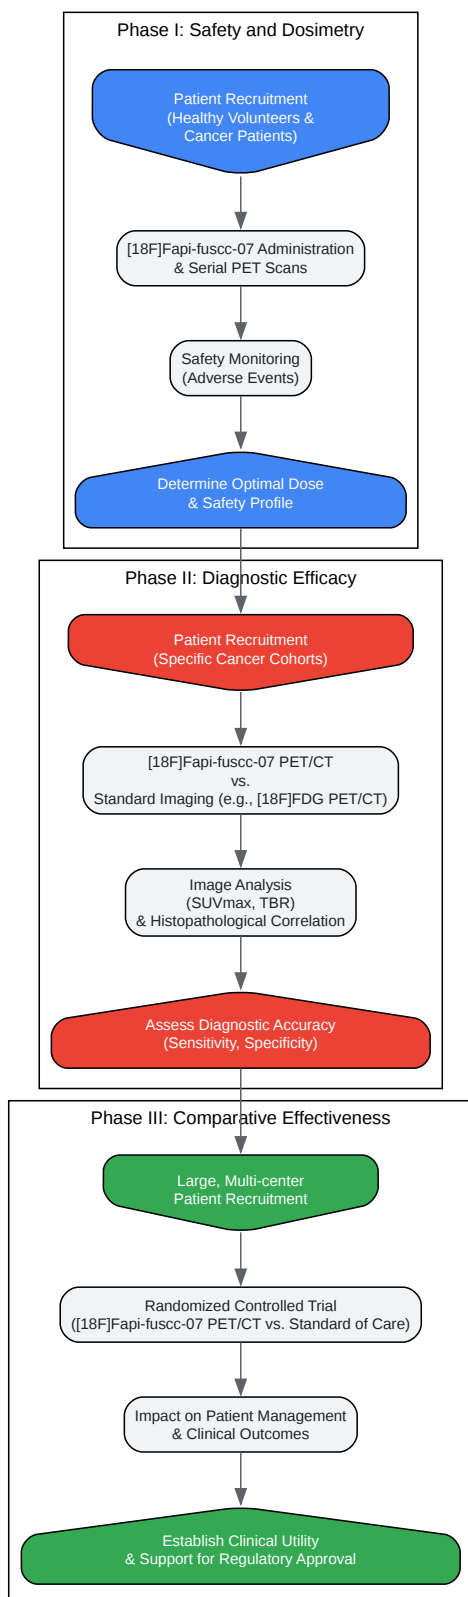 Phase I: Safety and Dosimetry
Patient Recruitment
(Healthy Volunteers &
Cancer Patients)
[18F]Fapi-fuscc-07 Administration
& Serial PET Scans
Safety Monitoring
(Adverse Events)
Determine Optimal Dose
& Safety Profile
Phase II: Diagnostic Efficacy
Patient Recruitment
(Specific Cancer Cohorts)
[18F]Fapi-fuscc-07 PET/CT
vs.
Standard Imaging (e.g., [18F]FDG PET/CT)
Image Analysis
(SUVmax, TBR)
& Histopathological Correlation
Assess Diagnostic Accuracy
(Sensitivity, Specificity)
Phase III: Comparative Effectiveness
Large, Multi-center
Patient Recruitment
Randomized Controlled Trial
([18F]Fapi-fuscc-07 PET/CT vs. Standard of Care)
Impact on Patient Management
& Clinical Outcomes
Establish Clinical Utility
& Support for Regulatory Approval